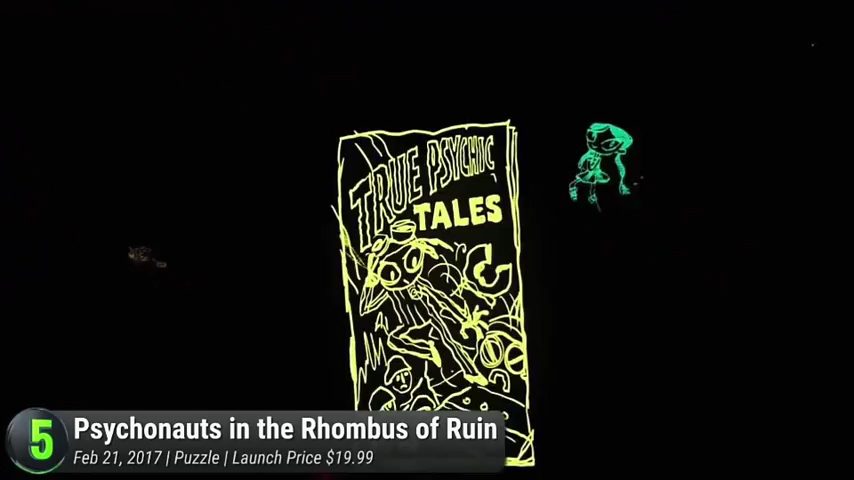 TRUE PSYCHIC
TALES
5
Psychonauts in the Rhombus of Ruin
Feb 21, 2017 | Puzzle | Launch Price $19.99